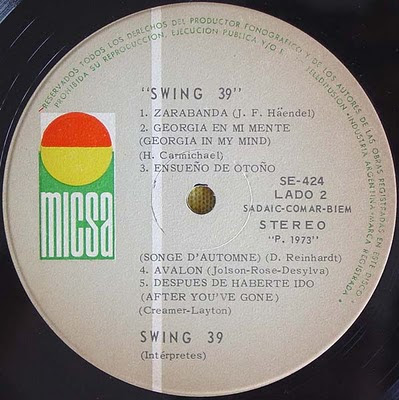 RESERVADOS TODOS LOS DERECHOS DEL PRODUCTOR FONOGRAFICO Y DE LOS AUTORES DE LAS OBRAS REGISTRADAS EN ESTE DISCO
PROHIBIDA SU REPRODUCCION, EJECUCION PUBLICA Y/O
INDUSTRIA ARGENTINA - MARCA REGISTRADA
"SWING 39"
1. ZARABANDA (J. F. Häendel)
2. GEORGIA EN MI MENTE
(GEORGIA IN MY MIND)
(H. Carmichael)
3. ENSUEÑO DE OTOÑO
SE-424
LADO 2
SADAIC-COMAR-BIEM
STEREO
"P. 1973"
micsa
(SONGE D'AUTOMNE) (D. Reinhardt)
4. AVALON (Jolson-Rose-Desylva)
5. DESPUES DE HABERTE IDO
(AFTER YOU'VE GONE)
(Creamer-Layton)
SWING 39
(Intérpretes)